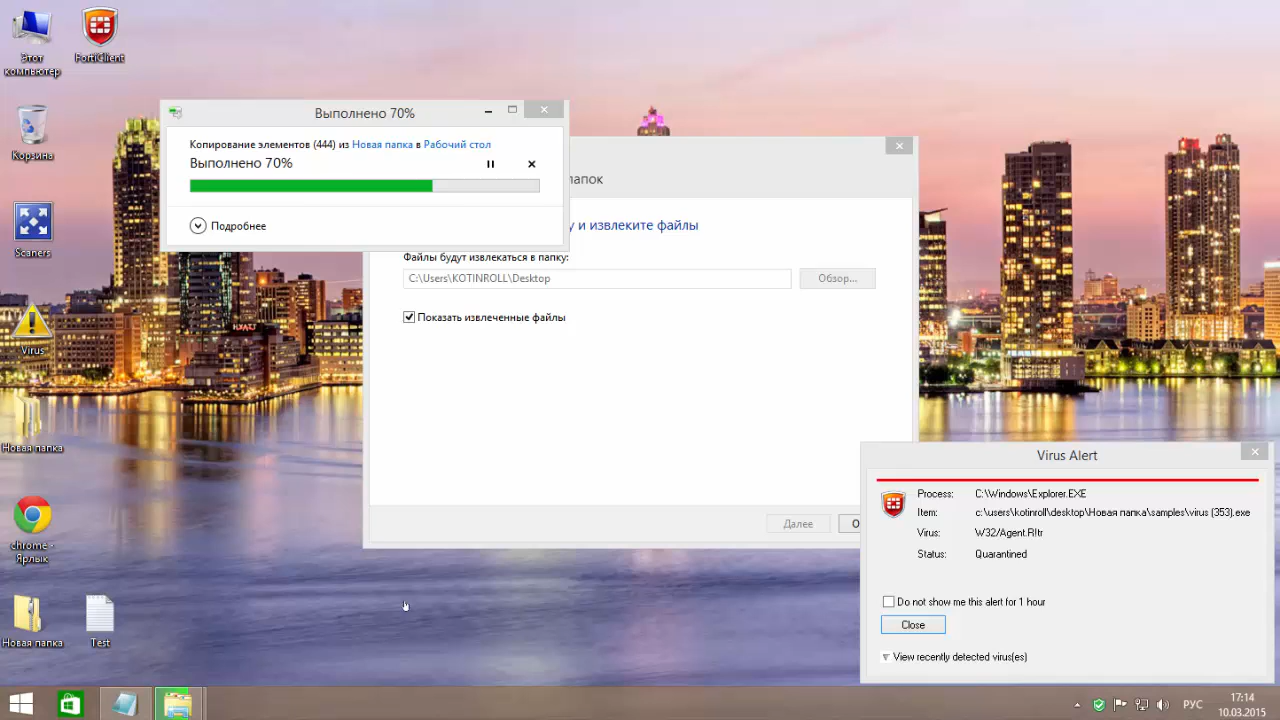 Этот
компьютер
FortiClient
Корзина
Scaners
Virus
Новая папка
chrome -
Ярлык
Новая папка
Test
Выполнено 70%
Копирование элементов (444) из Новая папка в Рабочий стол
Выполнено 70%
Подробнее
папок
у и извлеките файлы
Файлы будут извлекаться в папку:
C:\Users\KOTINROLL\Desktop
Обзор...
Показать извлеченные файлы
Далее
HYATT
Virus Alert
Process: C:\Windows\Explorer.EXE
Item: c:\users\kotinroll\desktop\Новая папка\samples\virus (353).exe
Virus: W32/Agent.R!tr
Status: Quarantined
Do not show me this alert for 1 hour
Close
View recently detected virus(es)
РУС
17:14
10.03.2015